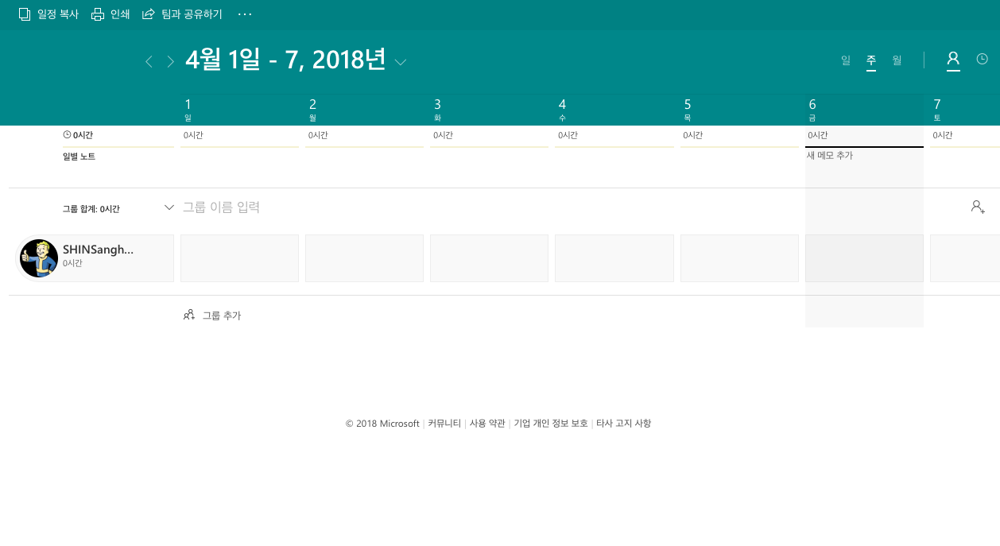 일정 복사 인쇄 팀과 공유하기 ···
4월 1일 - 7, 2018년
일 주 월
1 2 3 4 5 6 7
일 월 화 수 목 금 토
0시간 0시간 0시간 0시간 0시간 0시간 0시간 0시간
일별 노트 새 메모 추가
그룹 합계: 0시간 그룹 이름 입력
SHINSangh...
0시간
그룹 추가
© 2018 Microsoft | 커뮤니티 | 사용 약관 | 기업 개인 정보 보호 | 타사 고지 사항